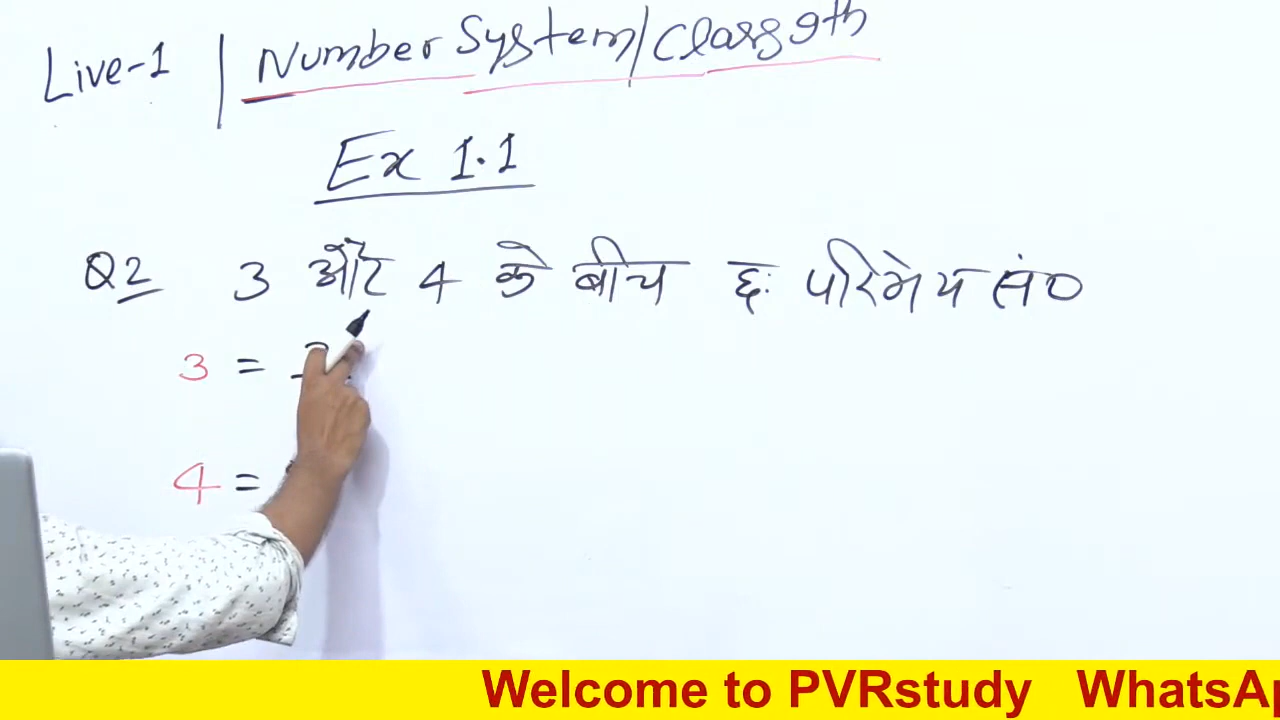 Live-1 | Number System/Class 9th
Ex 1.1
Q2 3 और 4 के बीच छः परिमेय सं०
3 =
4 =
Welcome to PVRstudy WhatsAp